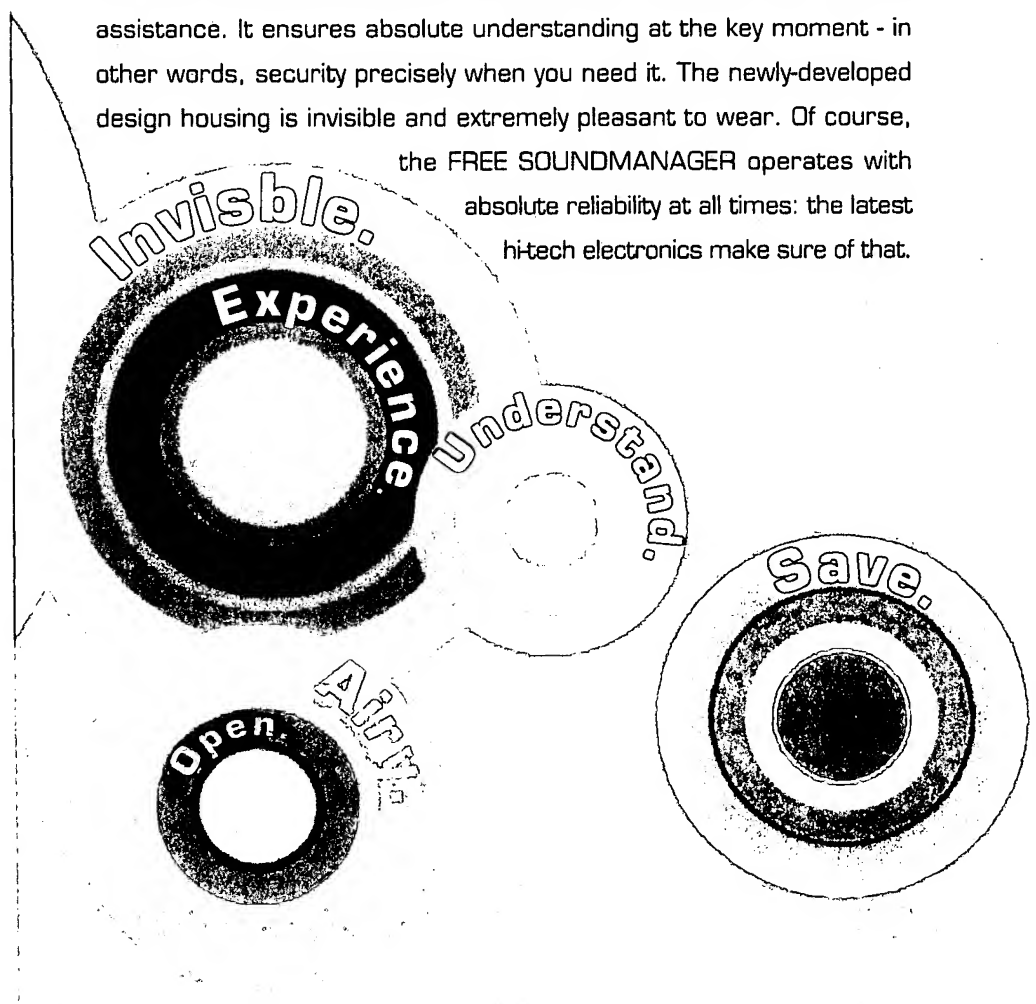 assistance. It ensures absolute understanding at the key moment - in
other words, security precisely when you need it. The newly-developed
design housing is invisible and extremely pleasant to wear. Of course,
the FREE SOUNDMANAGER operates with
absolute reliability at all times: the latest
hi-tech electronics make sure of that.
Invisble.
Experience.
Understand.
Save.
Airy.
Open.